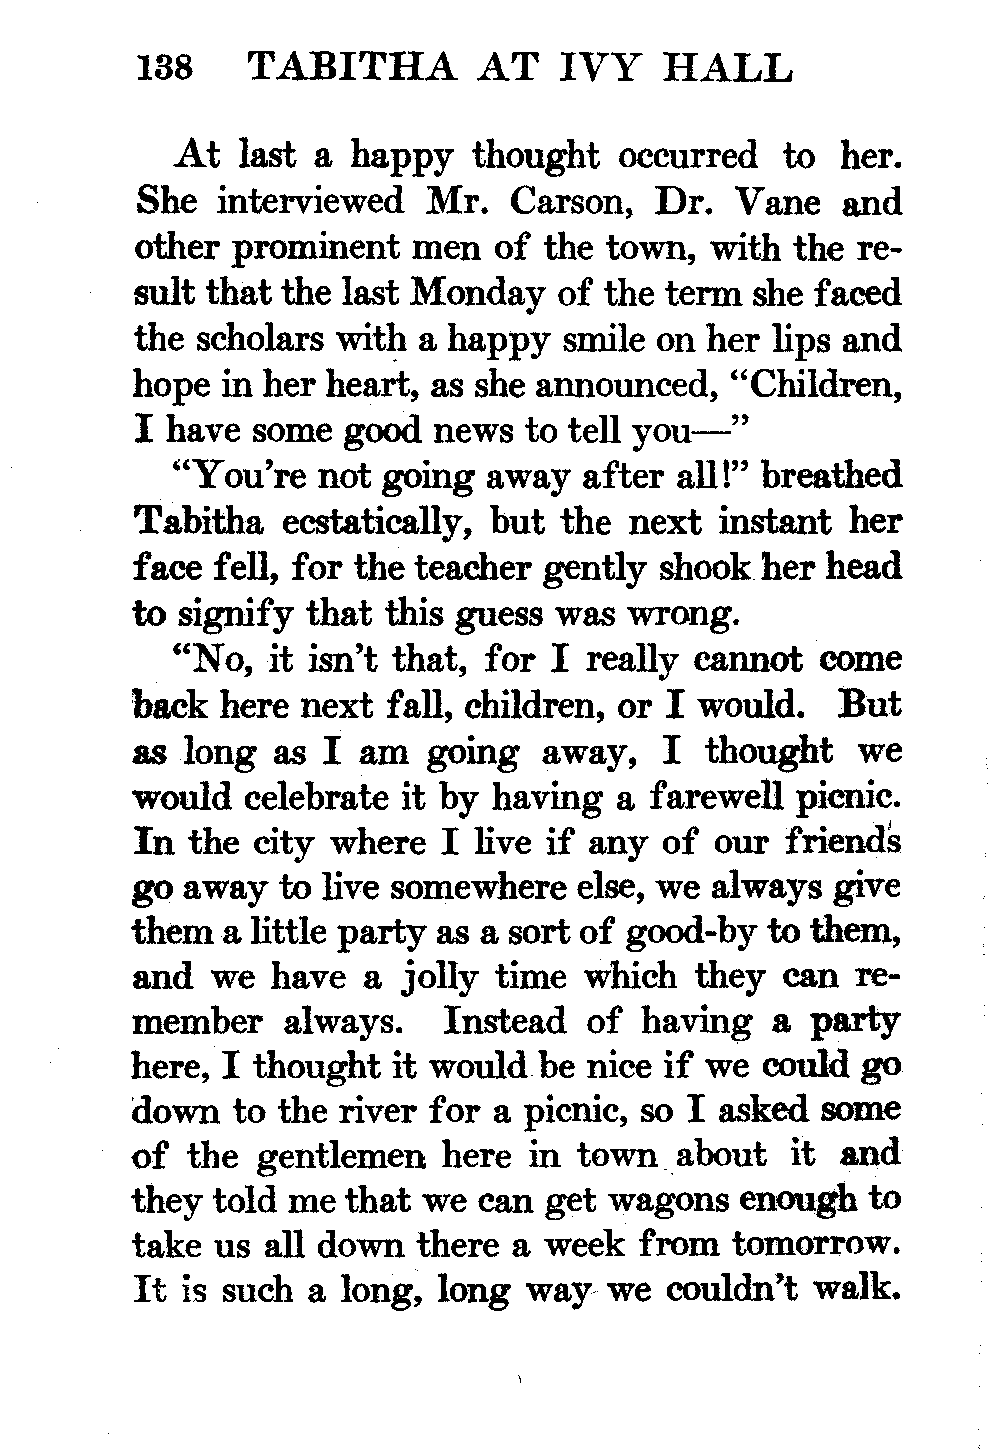 138 TABITHA AT IVY HALL
At last a happy thought occurred to her.
She interviewed Mr. Carson, Dr. Vane and
other prominent men of the town, with the re-
sult that the last Monday of the term she faced
the scholars with a happy smile on her lips and
hope in her heart, as she announced, “Children,
I have some good news to tell you—”
“You’re not going away after all!” breathed
Tabitha ecstatically, but the next instant her
face fell, for the teacher gently shook her head
to signify that this guess was wrong.
“No, it isn’t that, for I really cannot come
back here next fall, children, or I would. But
as long as I am going away, I thought we
would celebrate it by having a farewell picnic.
In the city where I live if any of our friends
go away to live somewhere else, we always give
them a little party as a sort of good-by to them,
and we have a jolly time which they can re-
member always. Instead of having a party
here, I thought it would be nice if we could go
down to the river for a picnic, so I asked some
of the gentlemen here in town about it and
they told me that we can get wagons enough to
take us all down there a week from tomorrow.
It is such a long, long way we couldn’t walk.